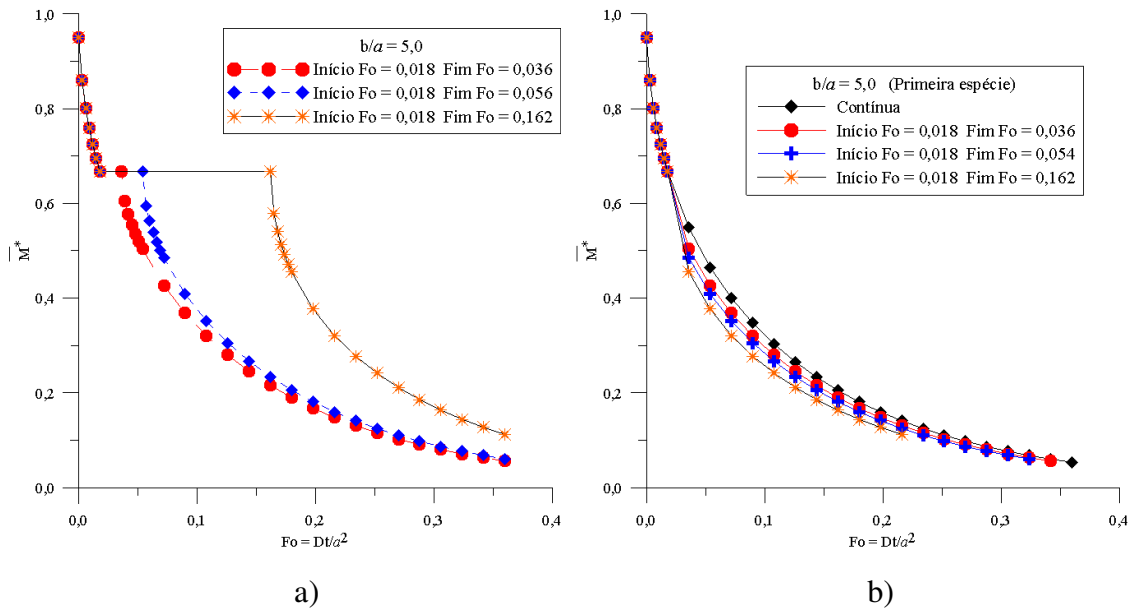 1,0
0,8
0,6
0,4
0,2
0,0
M*
b/a = 5,0
Início Fo = 0,018 Fim Fo = 0,036
Início Fo = 0,018 Fim Fo = 0,056
Início Fo = 0,018 Fim Fo = 0,162
0,0 0,1 0,2 0,3 0,4
Fo = Dt/a²
a)
1,0
0,8
0,6
0,4
0,2
0,0
M*
b/a = 5,0 (Primeira espécie)
Contínua
Início Fo = 0,018 Fim Fo = 0,036
Início Fo = 0,018 Fim Fo = 0,054
Início Fo = 0,018 Fim Fo = 0,162
0,0 0,1 0,2 0,3 0,4
Fo = Dt/a²
b)